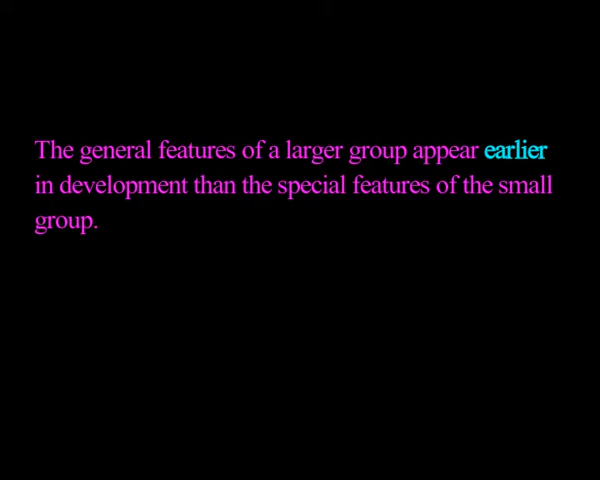 The general features of a larger group appear earlier
in development than the special features of the small
group.